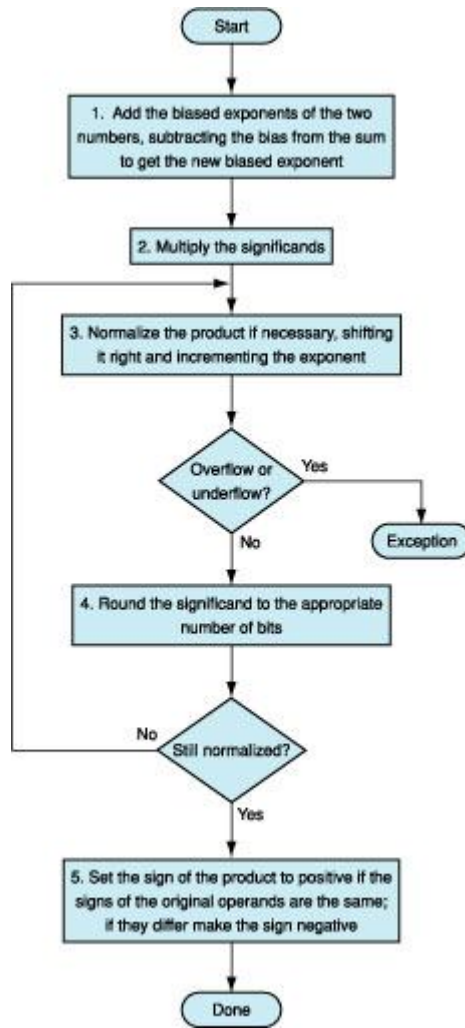 Start
1. Add the biased exponents of the two
numbers, subtracting the bias from the sum
to get the new biased exponent
2. Multiply the significands
3. Normalize the product if necessary, shifting
it right and incrementing the exponent
Overflow or
underflow?
Yes
Exception
No
4. Round the significand to the appropriate
number of bits
No
Still normalized?
Yes
5. Set the sign of the product to positive if the
signs of the original operands are the same;
if they differ make the sign negative
Done